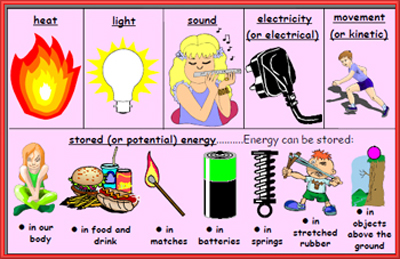 heat
light
sound
electricity
(or electrical)
movement
(or kinetic)
stored (or potential) energy..........Energy can be stored:
• in our
body
• in food and
drink
• in
matches
• in
batteries
• in
springs
• in
stretched
rubber
• in
objects
above the
ground